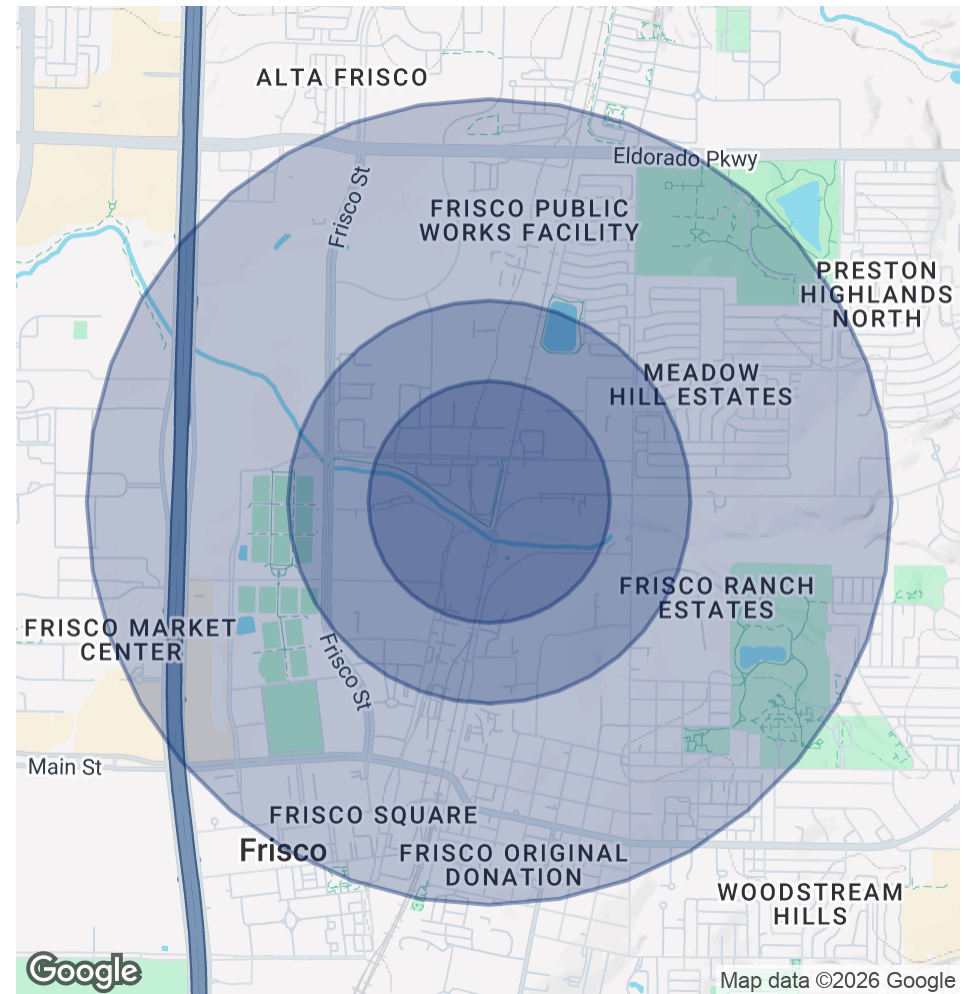 ALTA FRISCO
Eldorado Pkwy
Frisco St
FRISCO PUBLIC
WORKS FACILITY
PRESTON
HIGHLANDS
NORTH
MEADOW
HILL ESTATES
FRISCO RANCH
ESTATES
FRISCO MARKET
CENTER
Frisco St
Main St
FRISCO SQUARE
Frisco
FRISCO ORIGINAL
DONATION
WOODSTREAM
HILLS
Google
Map data ©2026 Google